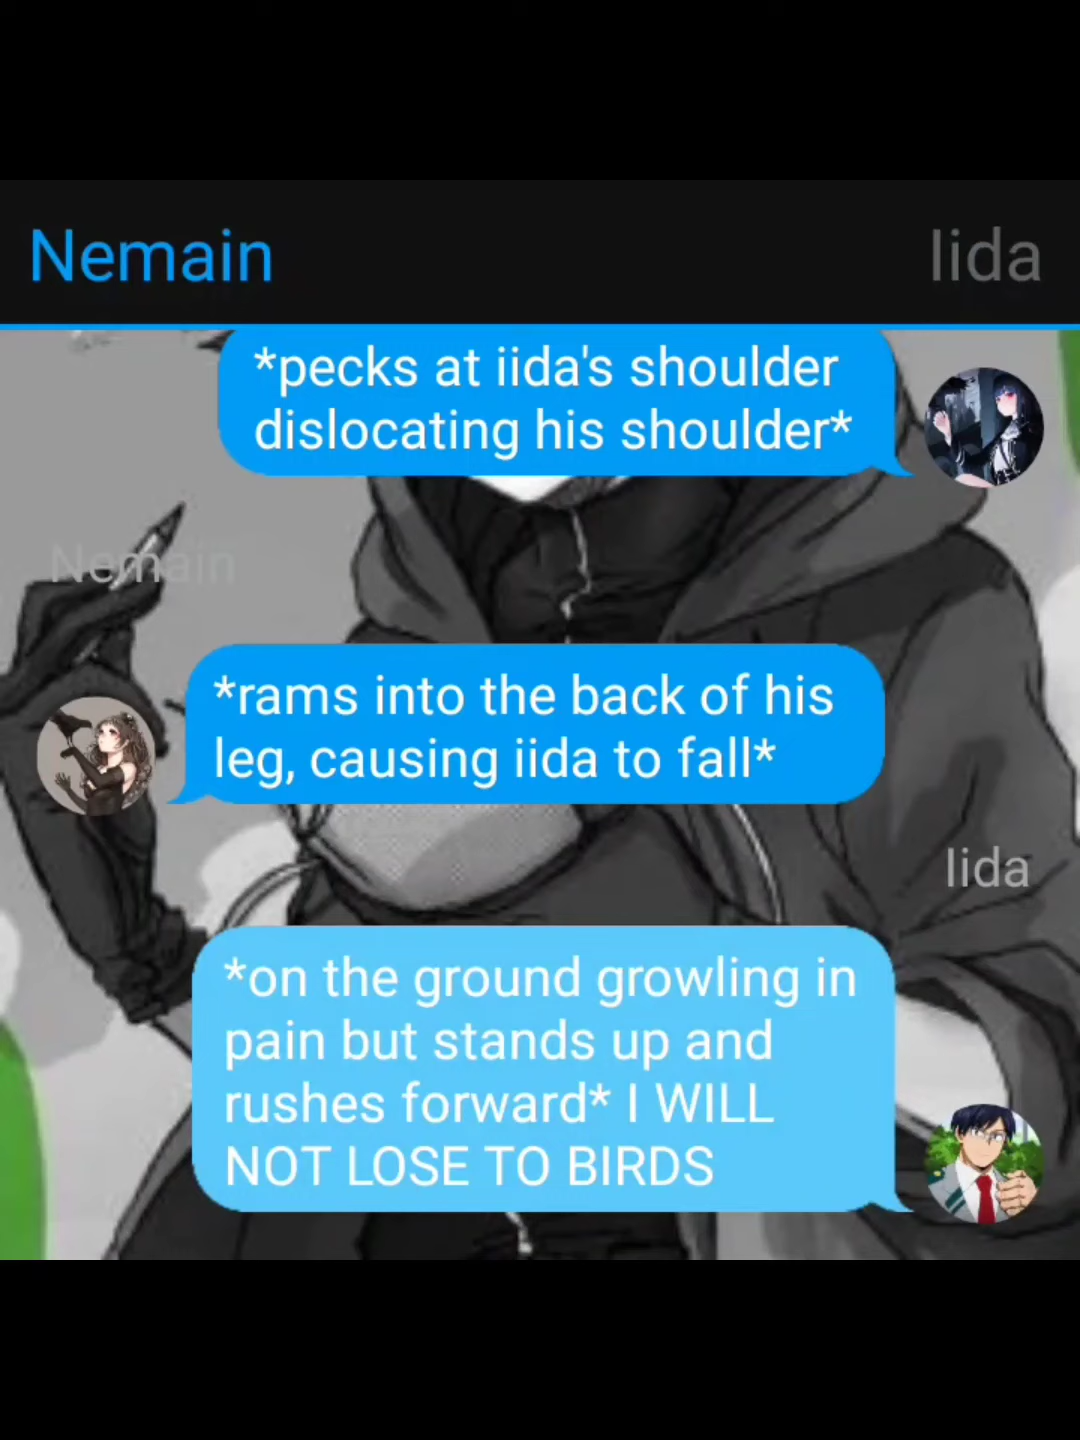 Nemain
Iida
*pecks at iida's shoulder
dislocating his shoulder*
Nemain
*rams into the back of his
leg, causing iida to fall*
Iida
*on the ground growling in
pain but stands up and
rushes forward* I WILL
NOT LOSE TO BIRDS